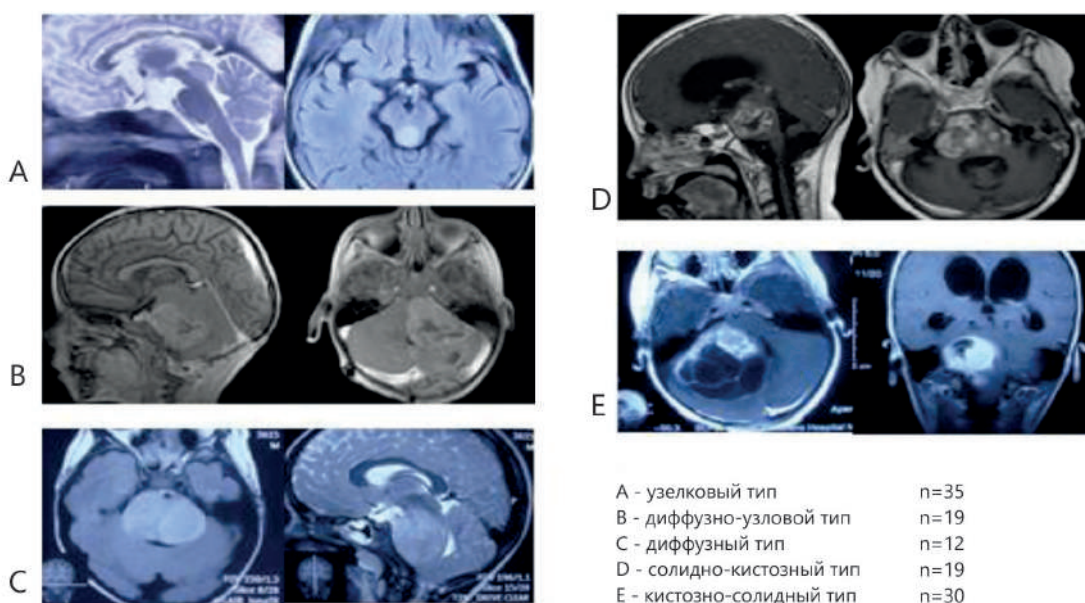 A
B
C
D
E
A - узелковый тип n=35
B - диффузно-узловой тип n=19
C - диффузный тип n=12
D - солидно-кистозный тип n=19
E - кистозно-солидный тип n=30